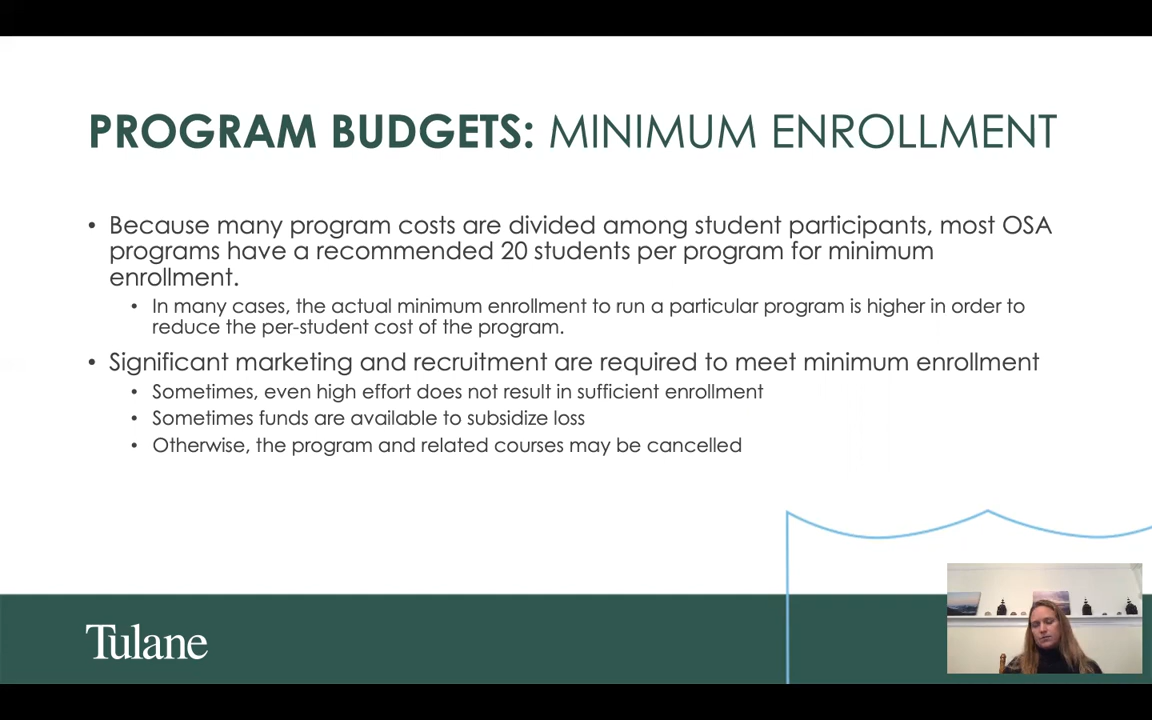 PROGRAM BUDGETS: MINIMUM ENROLLMENT
• Because many program costs are divided among student participants, most OSA
programs have a recommended 20 students per program for minimum
enrollment.
• In many cases, the actual minimum enrollment to run a particular program is higher in order to
reduce the per-student cost of the program.
• Significant marketing and recruitment are required to meet minimum enrollment
• Sometimes, even high effort does not result in sufficient enrollment
• Sometimes funds are available to subsidize loss
• Otherwise, the program and related courses may be cancelled
Tulane